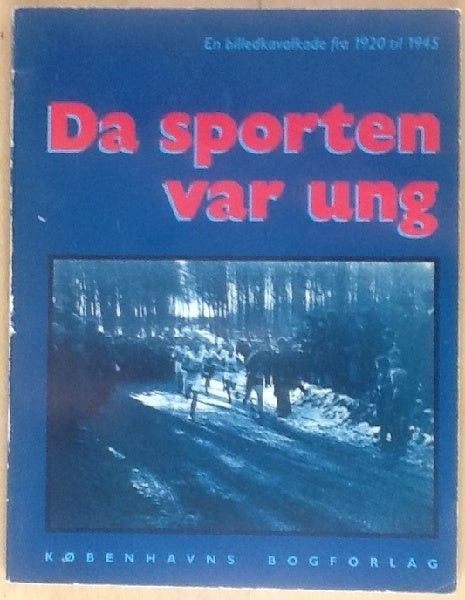 En billedkavalkade fra 1920 til 1945
Da sporten
var ung
KØBENHAVNS BOGFORLAG